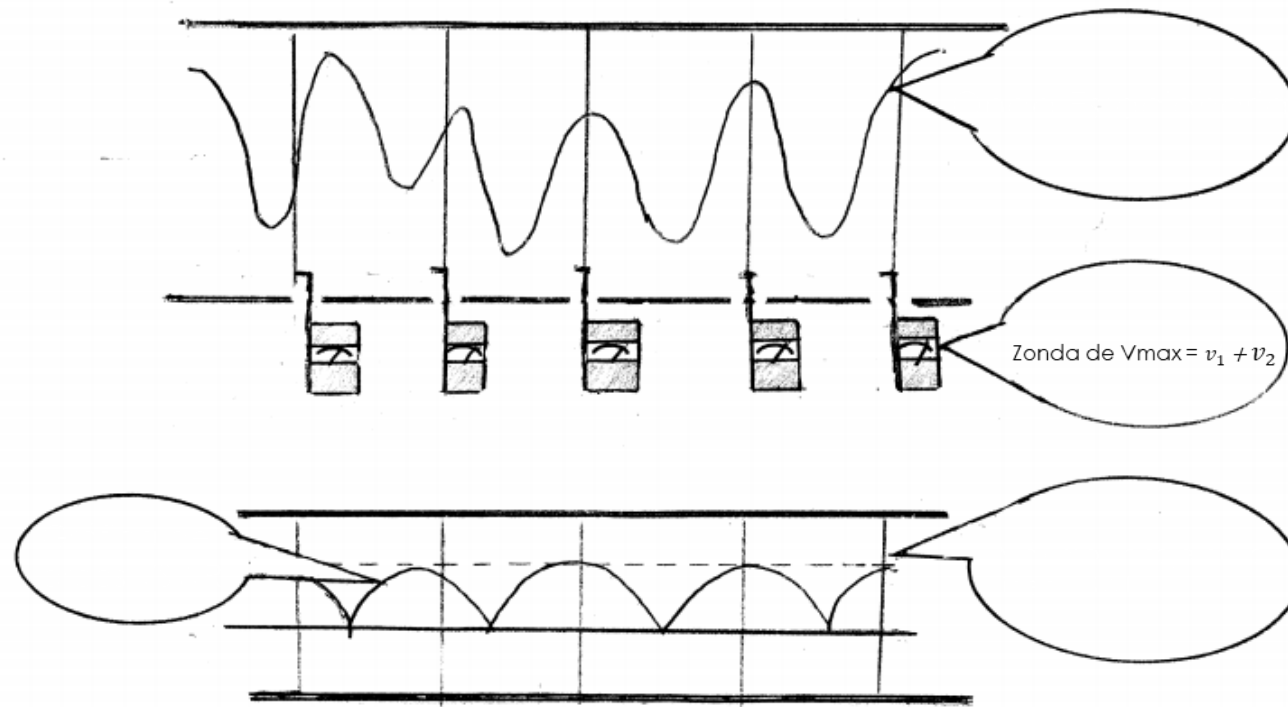 Zonda de Vmax = v₁ + v₂